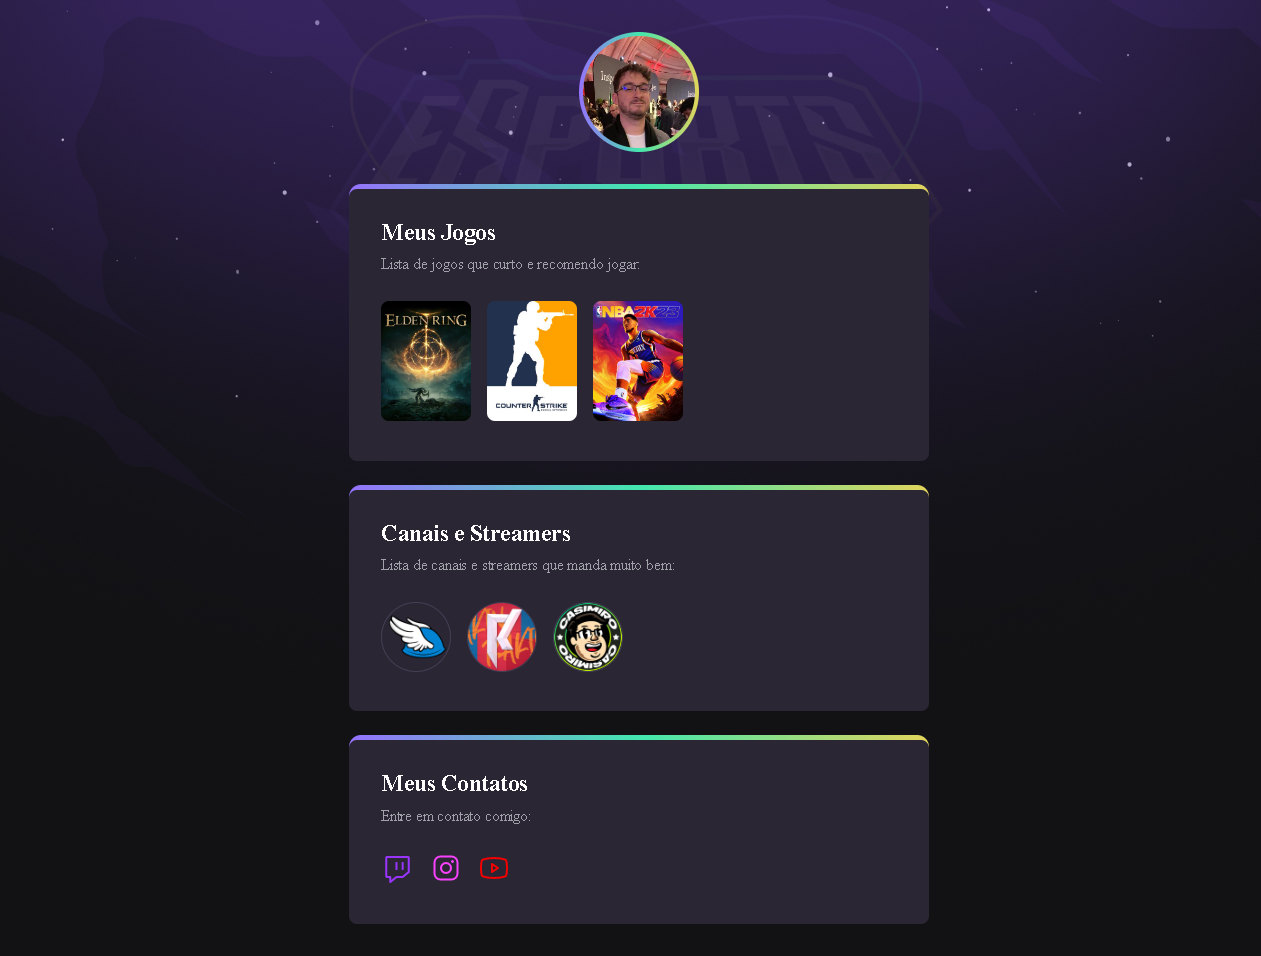 ESPORTS
Meus Jogos
Lista de jogos que curto e recomendo jogar:
ELDEN RING
COUNTER STRIKE
NBA 2K23
Canais e Streamers
Lista de canais e streamers que manda muito bem:
CASIMIRO
CASIMIRO
Meus Contatos
Entre em contato comigo: